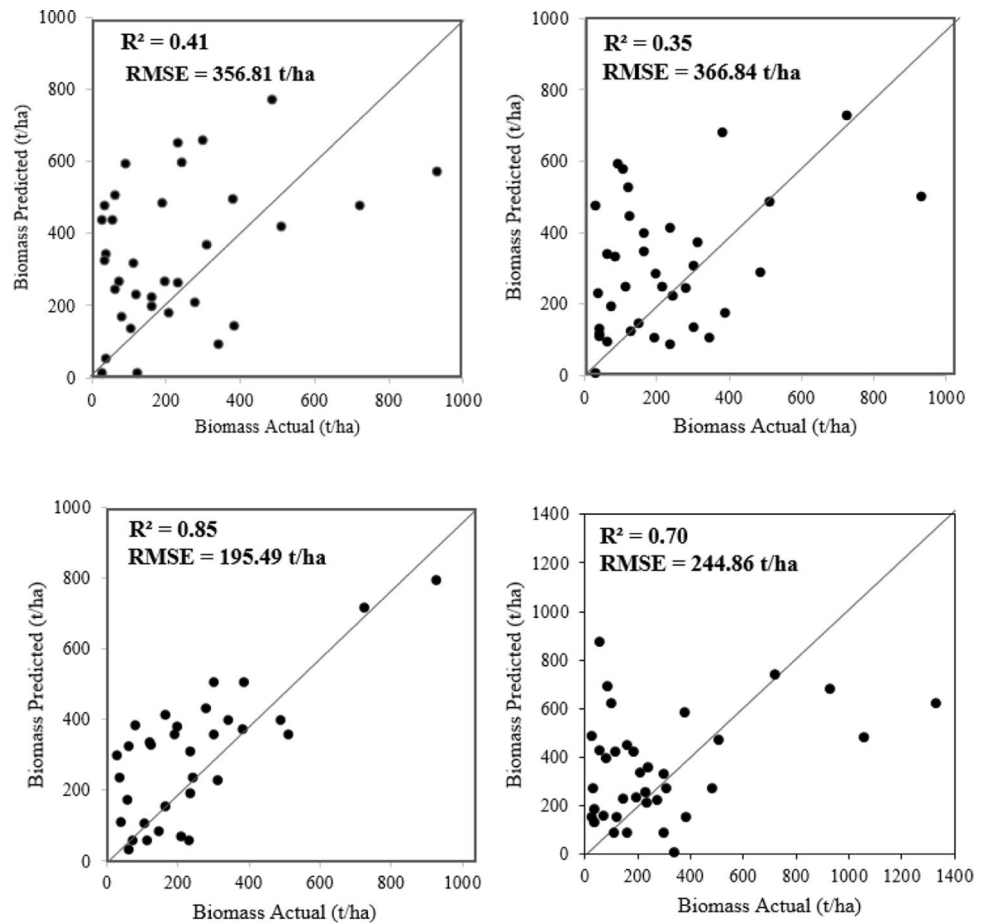 R² = 0.41
RMSE = 356.81 t/ha
Biomass Predicted (t/ha)
1000
800
600
400
200
0
0 200 400 600 800 1000
Biomass Actual (t/ha)
R² = 0.35
RMSE = 366.84 t/ha
Biomass Predicted (t/ha)
1000
800
600
400
200
0
0 200 400 600 800 1000
Biomass Actual (t/ha)
R² = 0.85
RMSE = 195.49 t/ha
Biomass Predicted (t/ha)
1000
800
600
400
200
0
0 200 400 600 800 1000
Biomass Actual (t/ha)
R² = 0.70
RMSE = 244.86 t/ha
Biomass Predicted (t/ha)
1400
1200
1000
800
600
400
200
0
0 200 400 600 800 1000 1200 1400
Biomass Actual (t/ha)